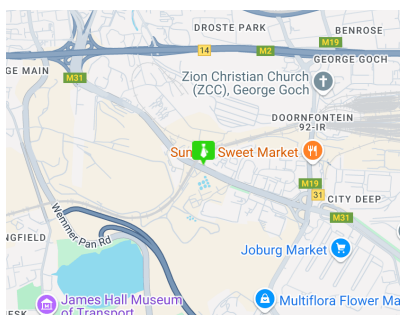 DROSTE PARK
BENROSE
M19
14
M2
GEORGE GOCH
GE MAIN
M31
Zion Christian Church
(ZCC), George Goch
DOORNFONTEIN
92-IR
Sun
Sweet Market
M19
31
CITY DEEP
M31
Wemmer Pan Rd
NGFIELD
Joburg Market
James Hall Museum
of Transport
Multiflora Flower Ma
ESK